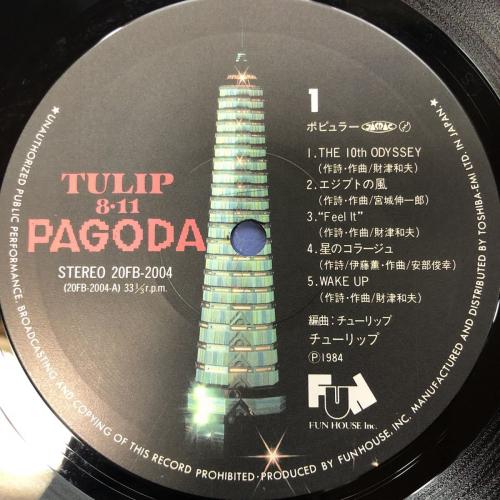 TULIP
8·11
PAGODA
STEREO 20FB-2004
(20FB-2004-A) 33⅓r.p.m.
1
ポピュラー JASRAC
1.THE 10th ODYSSEY
(作詩・作曲/財津和夫)
2.エジプトの風
(作詩・作曲/宮城伸一郎)
3.“Feel It”
(作詩・作曲/財津和夫)
4.星のコラージュ
(作詩/伊藤薫・作曲/安部俊幸)
5.WAKE UP
(作詩・作曲/財津和夫)
編曲:チューリップ
チューリップ
Ⓟ1984
FUN
FUN HOUSE Inc.
★UNAUTHORIZED PUBLIC PERFORMANCE, BROADCASTING AND COPYING OF THIS RECORD PROHIBITED·PRODUCED BY FUNHOUSE, INC. MANUFACTURED AND DISTRIBUTED BY TOSHIBA-EMI LTD. IN JAPAN.★